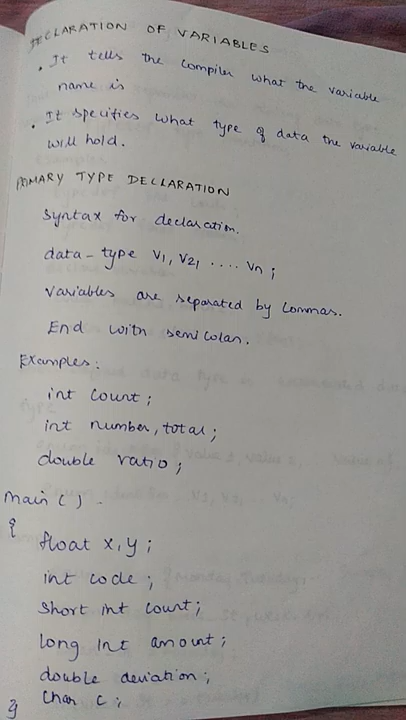 DECLARATION OF VARIABLES
. It tells the compiler what the variable
name is
. It specifies what type of data the variable
will hold.
PRIMARY TYPE DECLARATION
Syntax for declaration.
data-type V1, V2, .... Vn ;
Variables are separated by commas.
End with semicolan.
Examples:
int count ;
int number, total ;
double ratio ;
main ( ) .
{
float x, y ;
int code ;
Short int count ;
long int amount ;
double deviation ;
char c ;
}